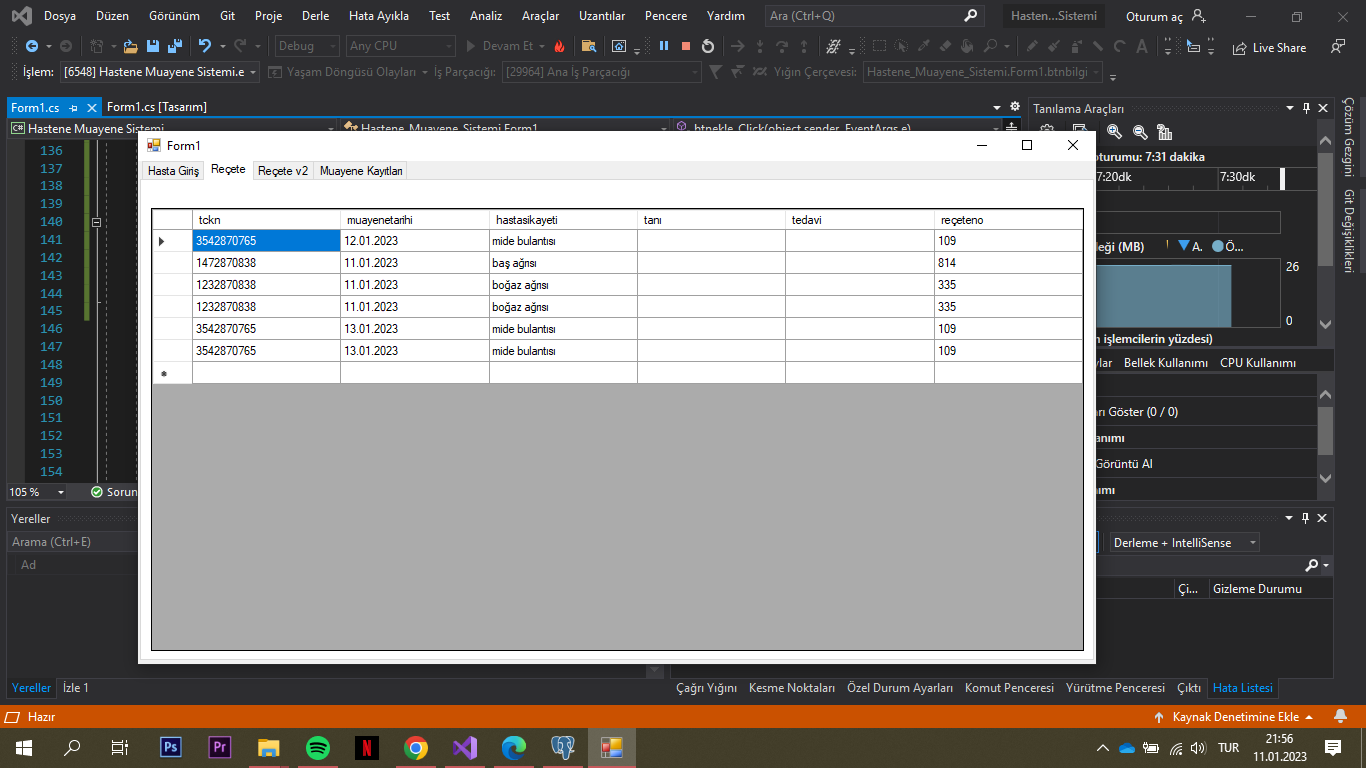 Dosya Düzen Görünüm Git Proje Derle Hata Ayıkla Test Analiz Araçlar Uzantılar Pencere Yardım Ara (Ctrl+Q) Hasten...Sistemi Oturum aç
Debug Any CPU Devam Et Live Share
İşlem: [6548] Hastene Muayene Sistemi.e Yaşam Döngüsü Olayları İş Parçacığı: [29964] Ana İş Parçacığı Yığın Çerçevesi: Hastene_Muayene_Sistemi.Form1.btnbilgi
Form1.cs Form1.cs [Tasarım] Tanılama Araçları
C# Hastene Muayene Sistemi Hastene_Muayene_Sistemi.Form1 btnekle_Click(object sender, EventArgs e)
Çözüm Gezgini
Git Değişiklikleri
136
137
138
139
140
141
142
143
144
145
146
147
148
149
150
151
152
153
154
Form1
Hasta Giriş Reçete Reçete v2 Muayene Kayıtları
tckn muayenetarihi hastasikayeti tanı tedavi reçeteno
3542870765 12.01.2023 mide bulantısı 109
1472870838 11.01.2023 baş ağrısı 814
1232870838 11.01.2023 boğaz ağrısı 335
1232870838 11.01.2023 boğaz ağrısı 335
3542870765 13.01.2023 mide bulantısı 109
3542870765 13.01.2023 mide bulantısı 109
*
oturumu: 7:31 dakika
7:20dk 7:30dk
leği (MB) A. Ö...
26
0
n işlemcilerin yüzdesi)
ylar Bellek Kullanımı CPU Kullanımı
arı Göster (0 / 0)
anımı
Görüntü Al
ımı
105 % Sorun
Yereller
Arama (Ctrl+E)
Ad
Derleme + IntelliSense
Çi... Gizleme Durumu
Yereller İzle 1
Çağrı Yığını Kesme Noktaları Özel Durum Ayarları Komut Penceresi Yürütme Penceresi Çıktı Hata Listesi
Hazır Kaynak Denetimine Ekle
Ps Pr N TUR 21:56
11.01.2023